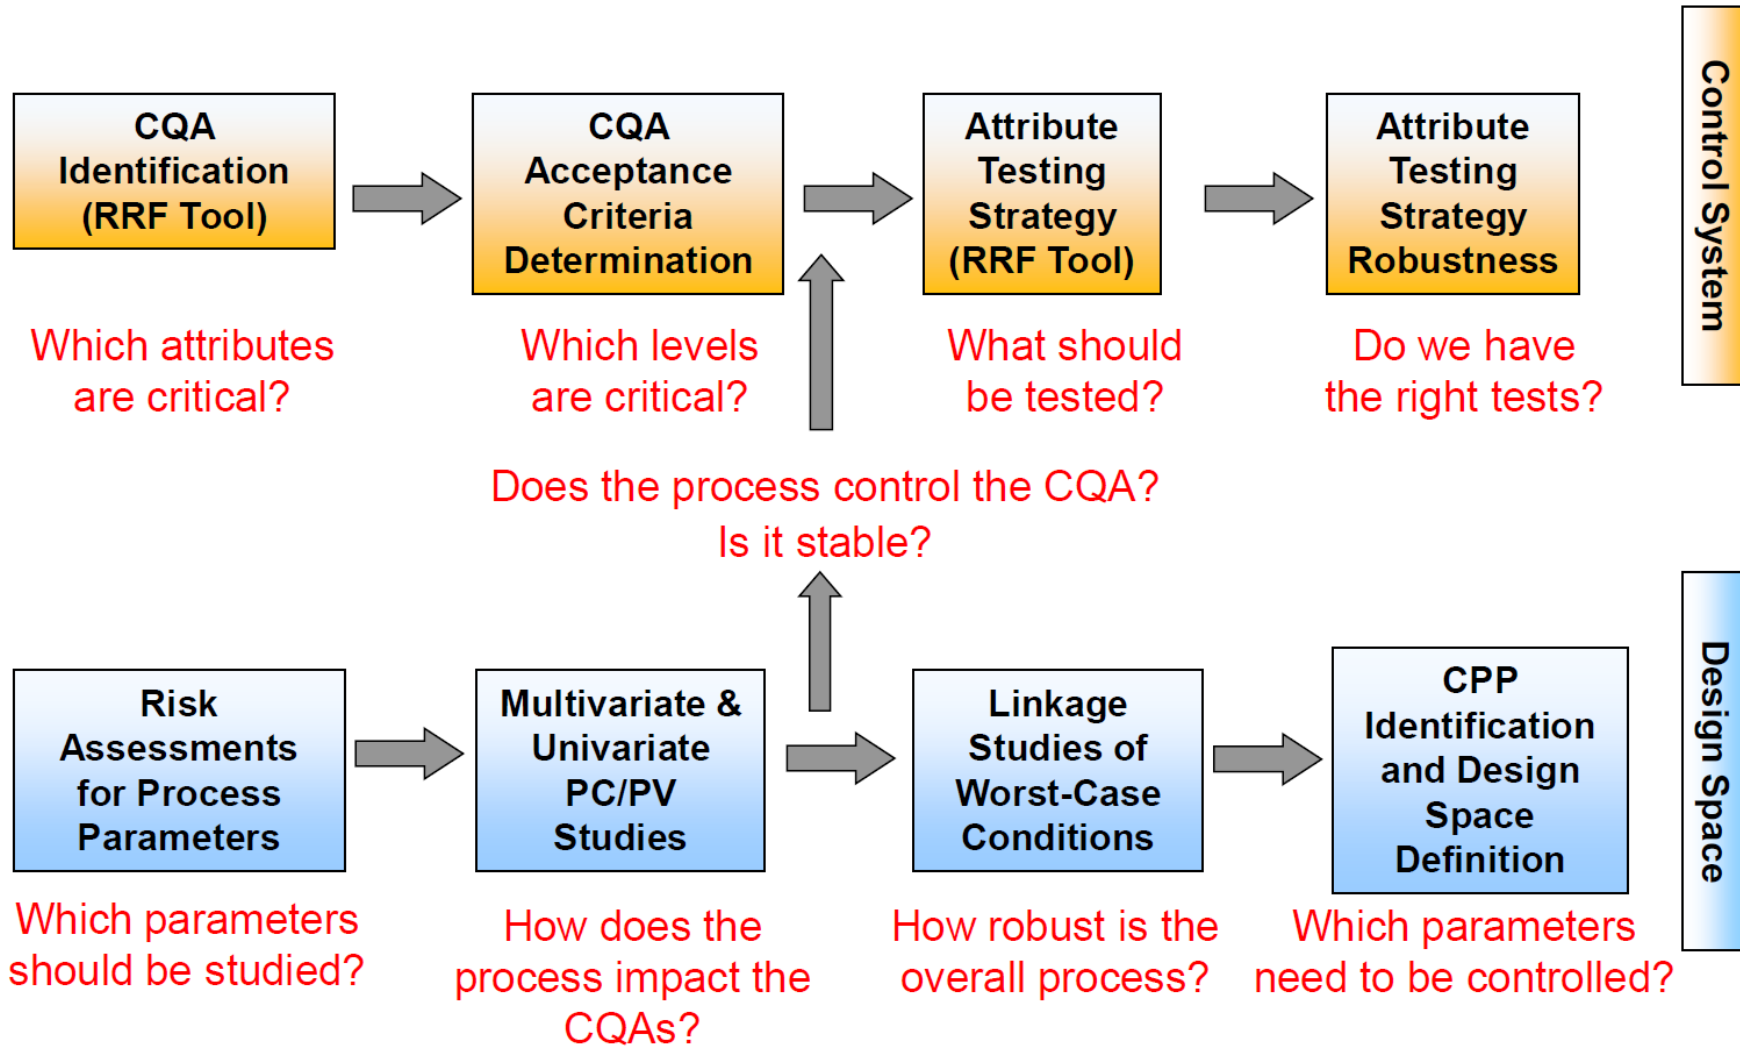 CQA
Identification
(RRF Tool)
CQA
Acceptance
Criteria
Determination
Attribute
Testing
Strategy
(RRF Tool)
Attribute
Testing
Strategy
Robustness
Control System
Which attributes
are critical?
Which levels
are critical?
What should
be tested?
Do we have
the right tests?
Does the process control the CQA?
Is it stable?
Risk
Assessments
for Process
Parameters
Multivariate &
Univariate
PC/PV
Studies
Linkage
Studies of
Worst-Case
Conditions
CPP
Identification
and Design
Space
Definition
Design Space
Which parameters
should be studied?
How does the
process impact the
CQAs?
How robust is the
overall process?
Which parameters
need to be controlled?